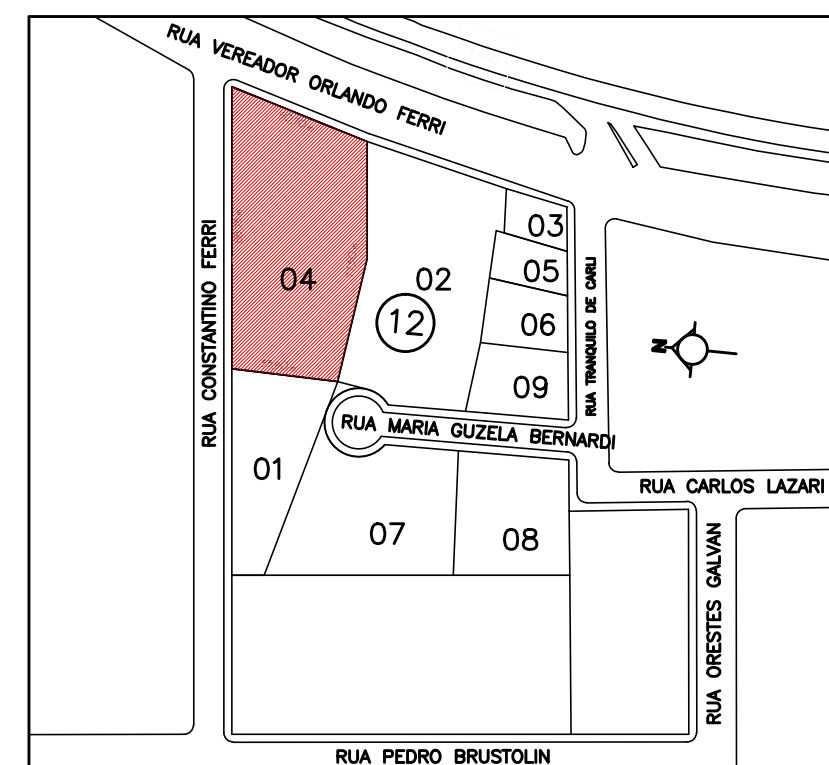 RUA VEREADOR ORLANDO FERRI
03
05
04
02
RUA CONSTANTINO FERRI
12
06
RUA TRANQUILO DE CARLI
N
09
RUA MARIA GUZELA BERNARDI
01
RUA CARLOS LAZARI
07
08
RUA ORESTES GALVAN
RUA PEDRO BRUSTOLIN